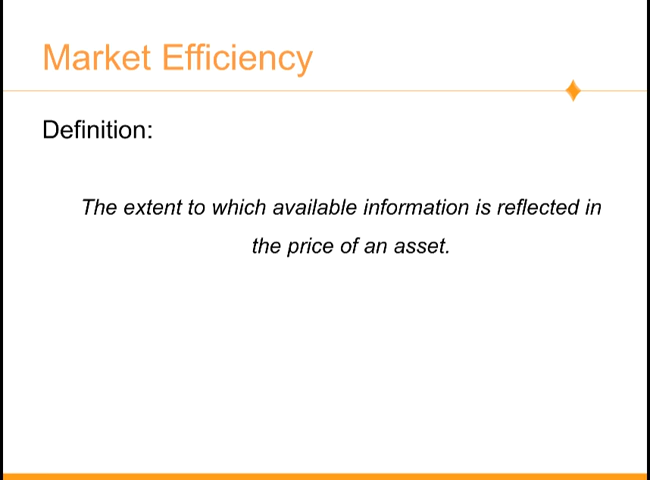 Market Efficiency
Definition:
The extent to which available information is reflected in
the price of an asset.